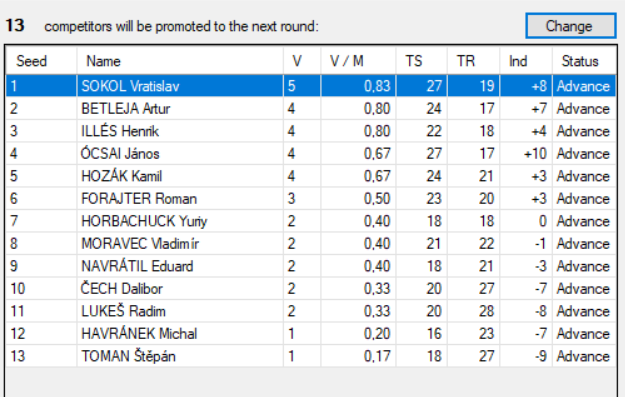 13 competitors will be promoted to the next round: Change
Seed Name V V / M TS TR Ind Status
1 SOKOL Vratislav 5 0,83 27 19 +8 Advance
2 BETLEJA Artur 4 0,80 24 17 +7 Advance
3 ILLÉS Henrik 4 0,80 22 18 +4 Advance
4 ÓCSAI János 4 0,67 27 17 +10 Advance
5 HOZÁK Kamil 4 0,67 24 21 +3 Advance
6 FORAJTER Roman 3 0,50 23 20 +3 Advance
7 HORBACHUCK Yuriy 2 0,40 18 18 0 Advance
8 MORAVEC Vladimír 2 0,40 21 22 -1 Advance
9 NAVRÁTIL Eduard 2 0,40 18 21 -3 Advance
10 ČECH Dalibor 2 0,33 20 27 -7 Advance
11 LUKEŠ Radim 2 0,33 20 28 -8 Advance
12 HAVRÁNEK Michal 1 0,20 16 23 -7 Advance
13 TOMAN Štěpán 1 0,17 18 27 -9 Advance